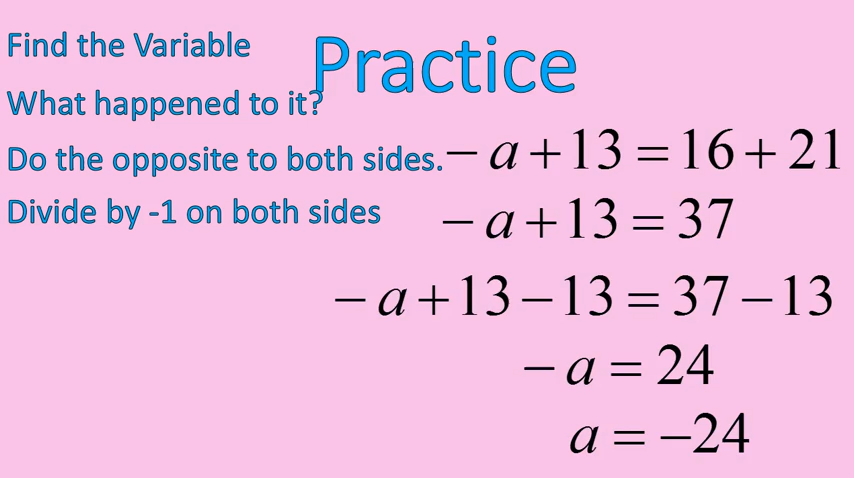 Practice
Find the Variable
What happened to it?
Do the opposite to both sides.
Divide by -1 on both sides
− a + 13 = 16 + 21
− a + 13 = 37
− a + 13 − 13 = 37 − 13
− a = 24
a = −24